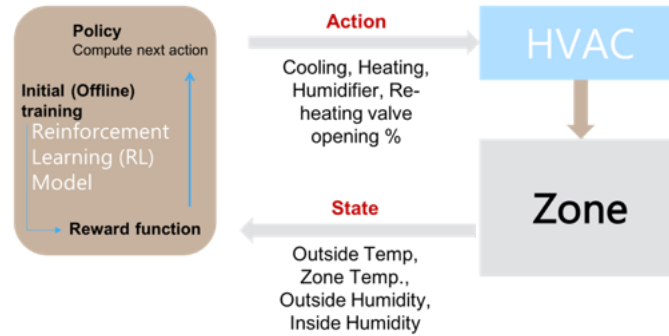 Policy
Compute next action
Initial (Offline)
training
Reinforcement
Learning (RL)
Model
Reward function
Action
Cooling, Heating,
Humidifier, Re-
heating valve
opening %
State
Outside Temp,
Zone Temp.,
Outside Humidity,
Inside Humidity
HVAC
Zone